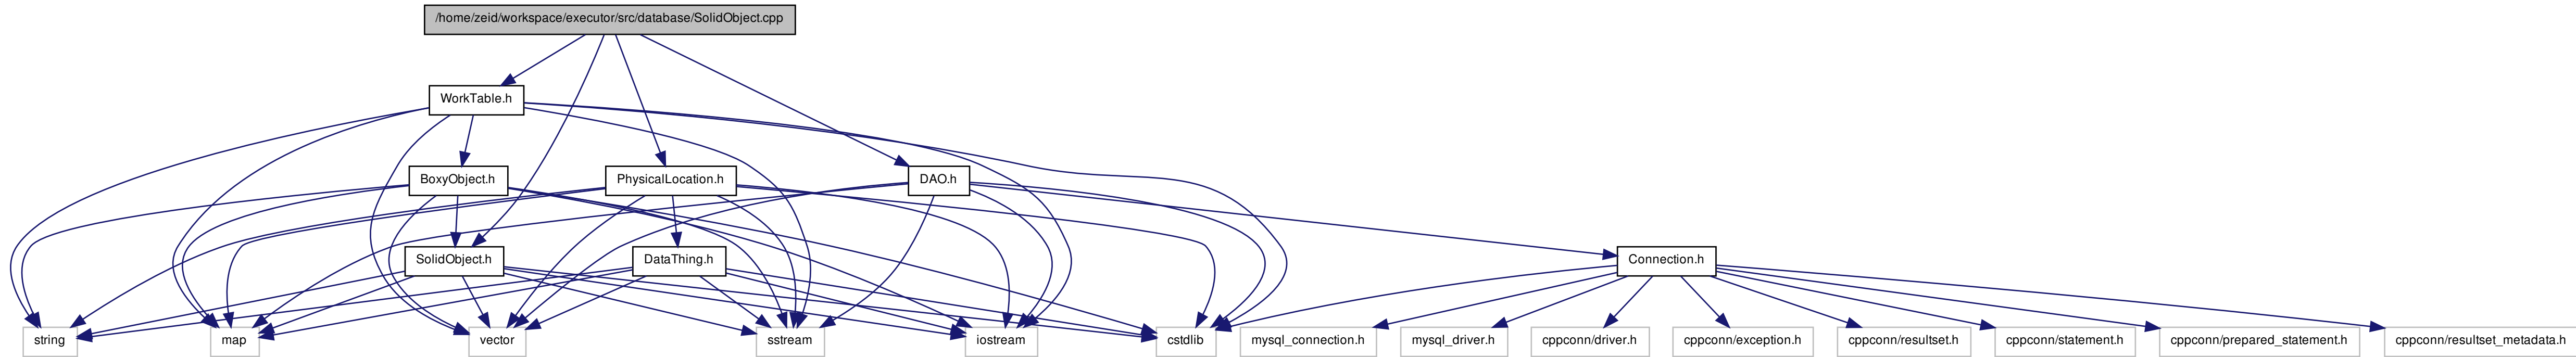 /home/zeid/workspace/executor/src/database/SolidObject.cpp
WorkTable.h
BoxyObject.h
PhysicalLocation.h
DAO.h
SolidObject.h
DataThing.h
Connection.h
string
map
vector
sstream
iostream
cstdlib
mysql_connection.h
mysql_driver.h
cppconn/driver.h
cppconn/exception.h
cppconn/resultset.h
cppconn/statement.h
cppconn/prepared_statement.h
cppconn/resultset_metadata.h